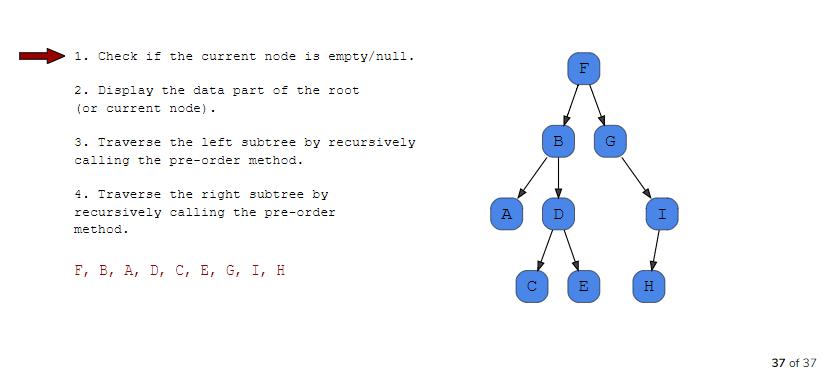 1. Check if the current node is empty/null.
2. Display the data part of the root
(or current node).
3. Traverse the left subtree by recursively
calling the pre-order method.
4. Traverse the right subtree by
recursively calling the pre-order
method.
F, B, A, D, C, E, G, I, H
F
B
G
A
D
I
C
E
H
37 of 37